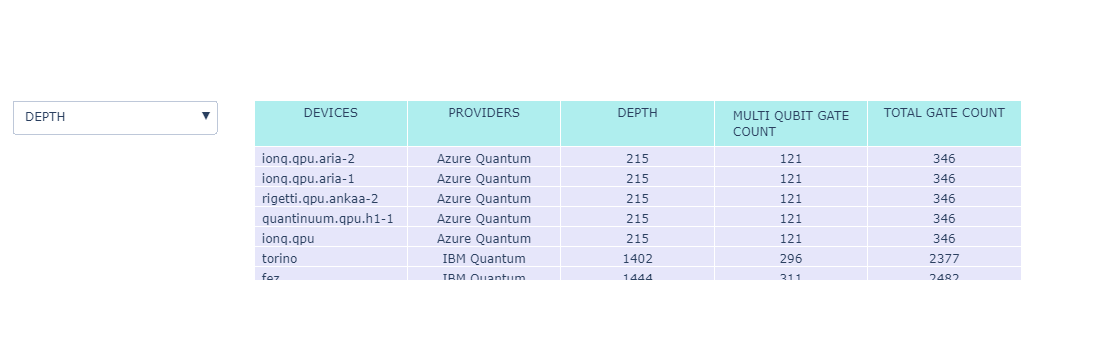 DEPTH ▼
DEVICES PROVIDERS DEPTH MULTI QUBIT GATE COUNT TOTAL GATE COUNT
ionq.qpu.aria-2 Azure Quantum 215 121 346
ionq.qpu.aria-1 Azure Quantum 215 121 346
rigetti.qpu.ankaa-2 Azure Quantum 215 121 346
quantinuum.qpu.h1-1 Azure Quantum 215 121 346
ionq.qpu Azure Quantum 215 121 346
torino IBM Quantum 1402 296 2377
fez IBM Quantum 1444 311 2482